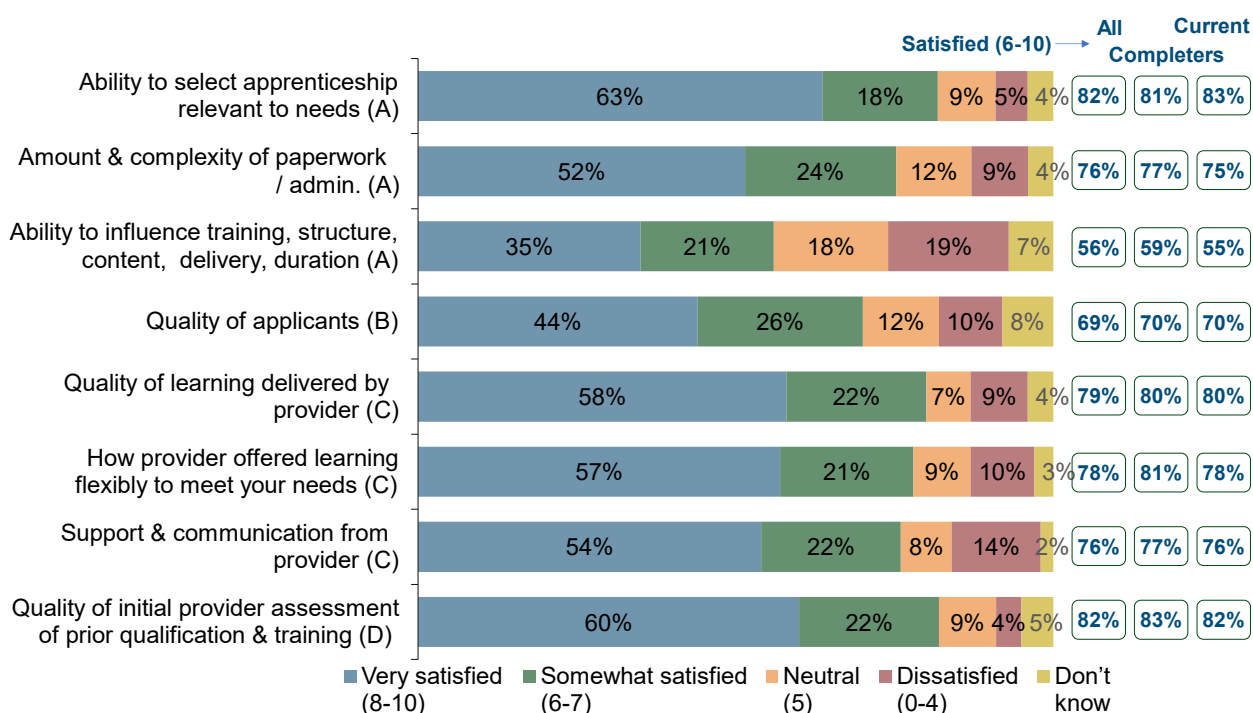 All Current
Satisfied (6-10) Completers
Ability to select apprenticeship
relevant to needs (A)
63% 18% 9% 5% 4% 82% 81% 83%
Amount & complexity of paperwork
/ admin. (A)
52% 24% 12% 9% 4% 76% 77% 75%
Ability to influence training, structure,
content, delivery, duration (A)
35% 21% 18% 19% 7% 56% 59% 55%
Quality of applicants (B)
44% 26% 12% 10% 8% 69% 70% 70%
Quality of learning delivered by
provider (C)
58% 22% 7% 9% 4% 79% 80% 80%
How provider offered learning
flexibly to meet your needs (C)
57% 21% 9% 10% 3% 78% 81% 78%
Support & communication from
provider (C)
54% 22% 8% 14% 2% 76% 77% 76%
Quality of initial provider assessment
of prior qualification & training (D)
60% 22% 9% 4% 5% 82% 83% 82%
Very satisfied
(8-10)
Somewhat satisfied
(6-7)
Neutral
(5)
Dissatisfied
(0-4)
Don't
know